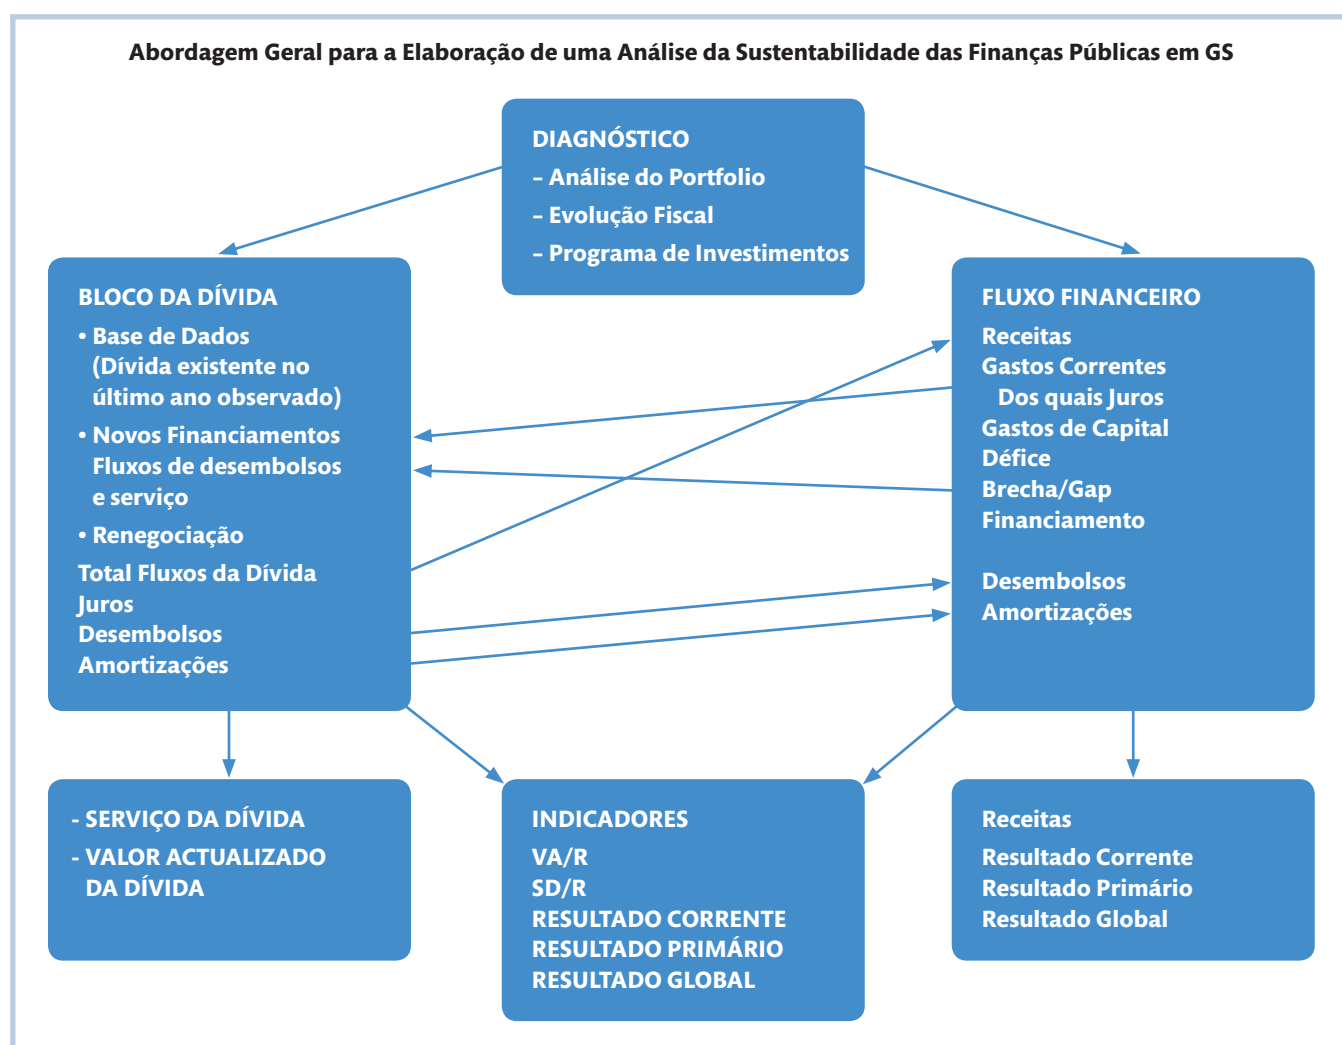 Abordagem Geral para a Elaboração de uma Análise da Sustentabilidade das Finanças Públicas em GS
DIAGNÓSTICO
– Análise do Portfolio
– Evolução Fiscal
– Programa de Investimentos
BLOCO DA DÍVIDA
• Base de Dados
(Dívida existente no
último ano observado)
• Novos Financiamentos
Fluxos de desembolsos
e serviço
• Renegociação
Total Fluxos da Dívida
Juros
Desembolsos
Amortizações
FLUXO FINANCEIRO
Receitas
Gastos Correntes
Dos quais Juros
Gastos de Capital
Défice
Brecha/Gap
Financiamento
Desembolsos
Amortizações
- SERVIÇO DA DÍVIDA
- VALOR ACTUALIZADO
DA DÍVIDA
INDICADORES
VA/R
SD/R
RESULTADO CORRENTE
RESULTADO PRIMÁRIO
RESULTADO GLOBAL
Receitas
Resultado Corrente
Resultado Primário
Resultado Global